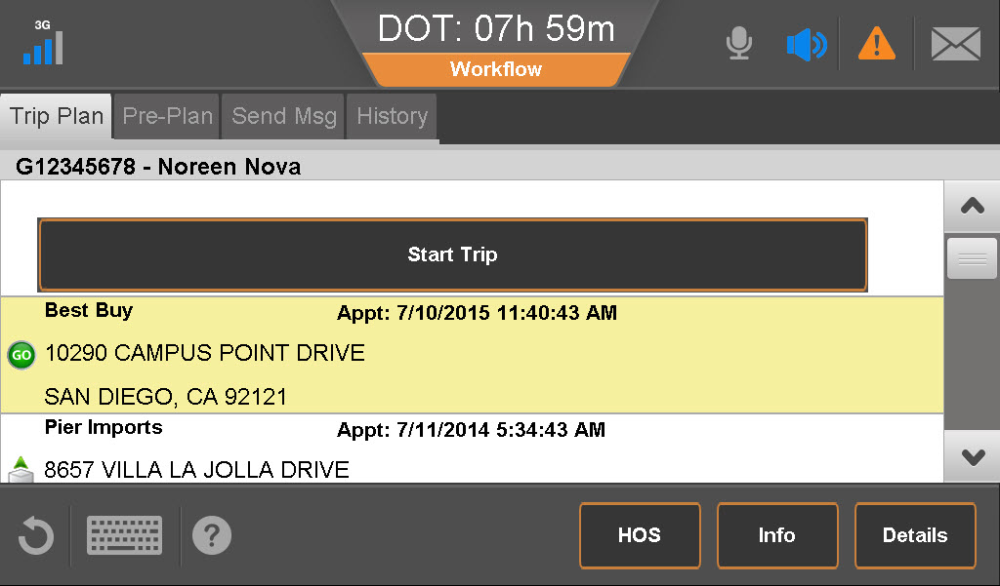 3G
DOT: 07h 59m
Workflow
Trip Plan Pre-Plan Send Msg History
G12345678 - Noreen Nova
Start Trip
Best Buy Appt: 7/10/2015 11:40:43 AM
GO 10290 CAMPUS POINT DRIVE
SAN DIEGO, CA 92121
Pier Imports Appt: 7/11/2014 5:34:43 AM
8657 VILLA LA JOLLA DRIVE
? HOS Info Details